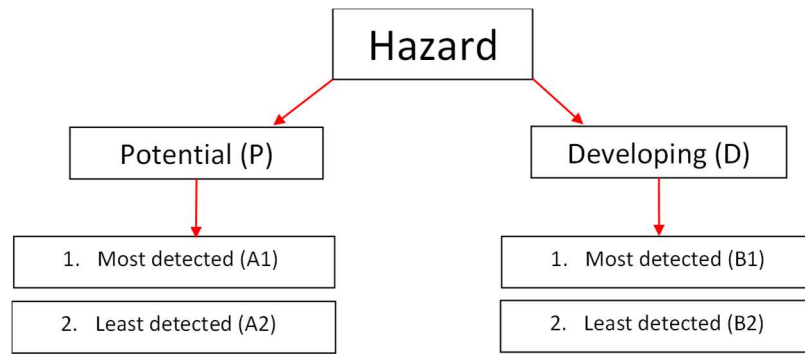 Hazard
Potential (P)
Developing (D)
1. Most detected (A1)
2. Least detected (A2)
1. Most detected (B1)
2. Least detected (B2)